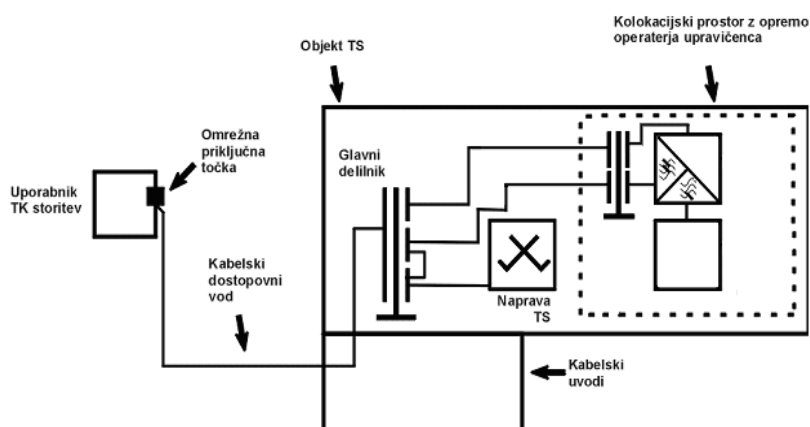 Kolokacijski prostor z opremo
operaterja upravičenca
Objekt TS
Omrežna
priključna
točka
Glavni
delilnik
Uporabnik
TK storitev
Kabelski
dostopovni
vod
Naprava
TS
Kabelski
uvodi